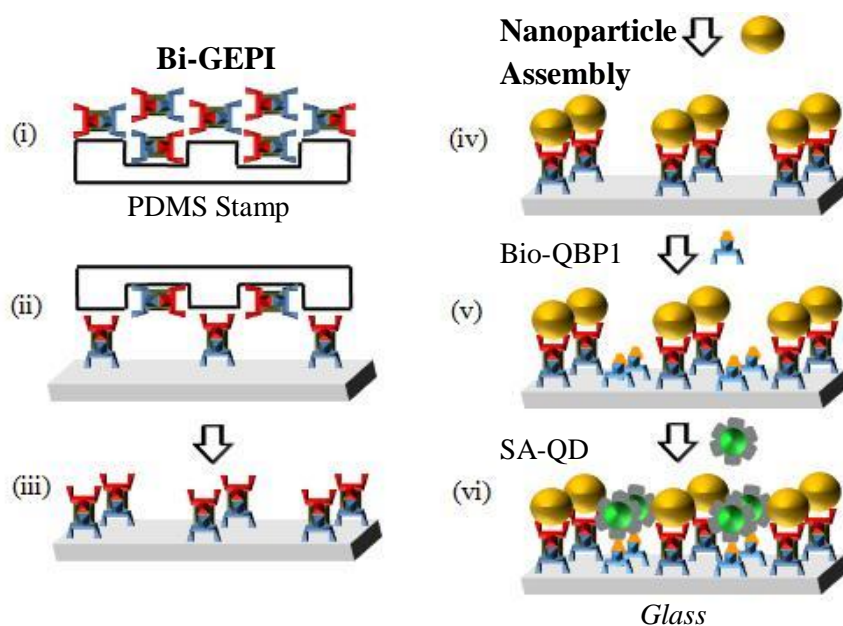 Bi-GEPI
(i)
PDMS Stamp
(ii)
(iii)
Nanoparticle
Assembly
(iv)
Bio-QBP1
(v)
SA-QD
(vi)
Glass